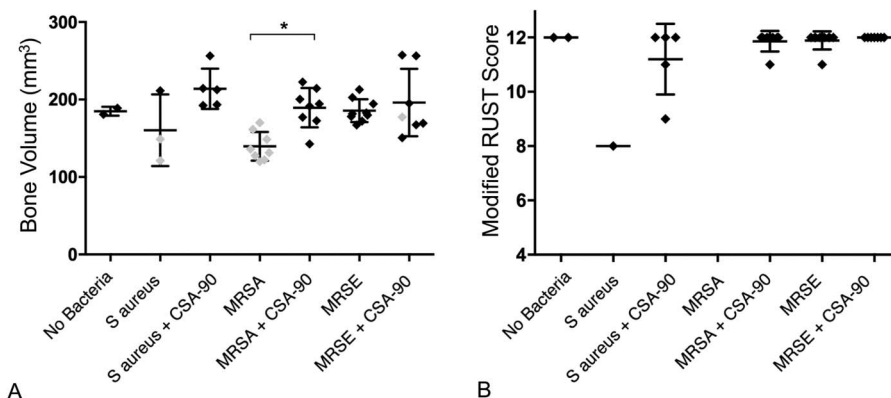 300
200
100
0
Bone Volume (mm³)
*
No Bacteria
S aureus
S aureus + CSA-90
MRSA
MRSA + CSA-90
MRSE
MRSE + CSA-90
A
12
10
8
6
4
Modified RUST Score
No Bacteria
S aureus
S aureus + CSA-90
MRSA
MRSA + CSA-90
MRSE
MRSE + CSA-90
B